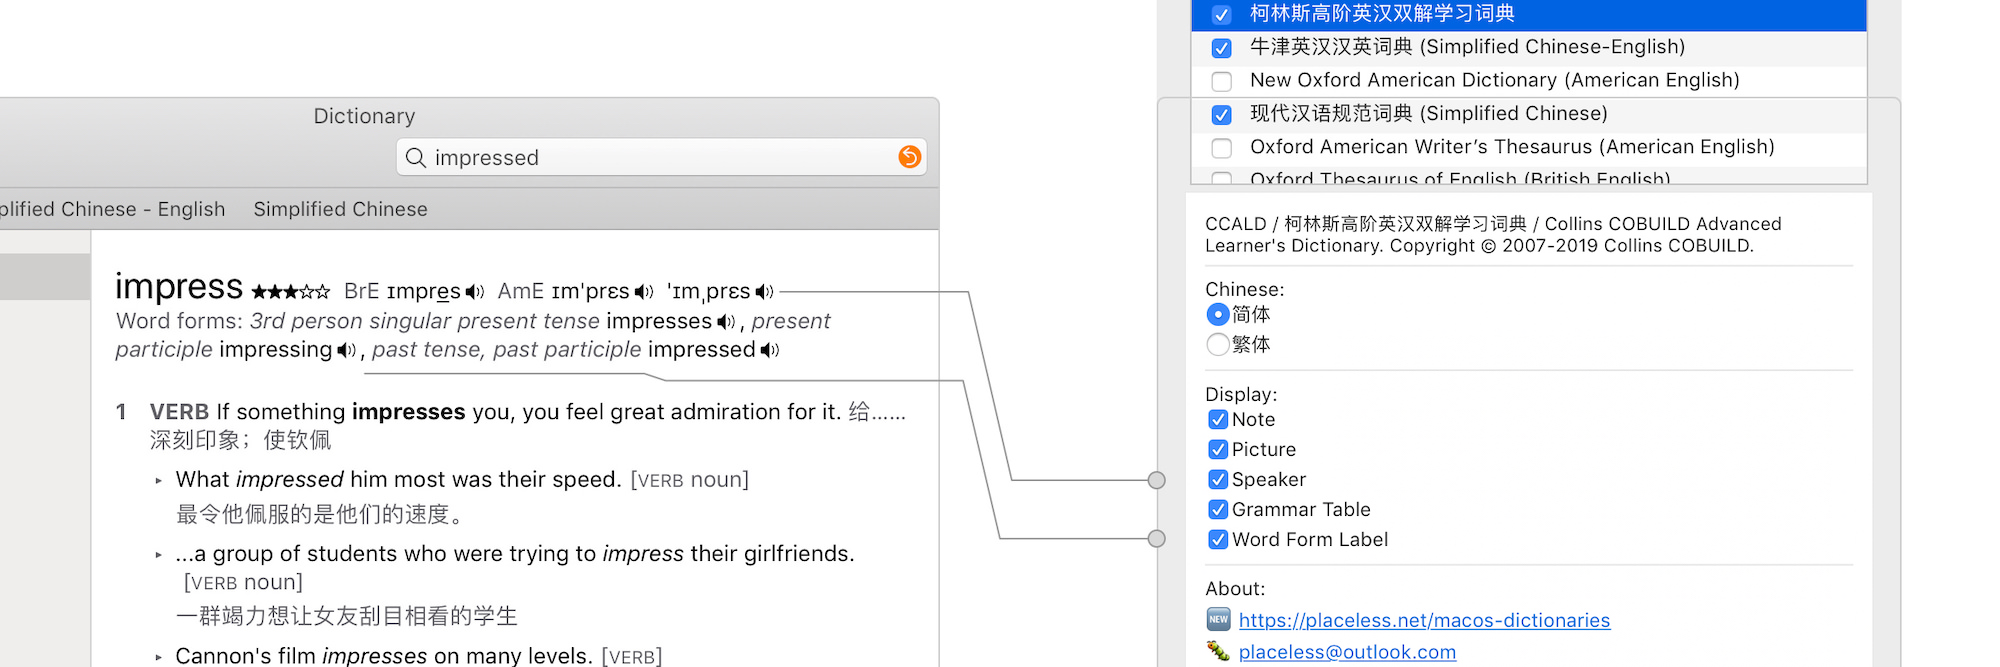 Dictionary
impressed
plified Chinese - English Simplified Chinese
impress ★★★☆☆ BrE ɪmpres AmE ɪm'prɛs 'ɪm,prɛs
Word forms: 3rd person singular present tense impresses , present
participle impressing , past tense, past participle impressed
1 VERB If something impresses you, you feel great admiration for it. 给……
深刻印象；使钦佩
▸ What impressed him most was their speed. [VERB noun]
最令他佩服的是他们的速度。
▸ ...a group of students who were trying to impress their girlfriends.
[VERB noun]
一群竭力想让女友刮目相看的学生
▸ Cannon's film impresses on many levels. [VERB]
柯林斯高阶英汉双解学习词典
牛津英汉汉英词典 (Simplified Chinese-English)
New Oxford American Dictionary (American English)
现代汉语规范词典 (Simplified Chinese)
Oxford American Writer’s Thesaurus (American English)
Oxford Thesaurus of English (British English)
CCALD / 柯林斯高阶英汉双解学习词典 / Collins COBUILD Advanced
Learner's Dictionary. Copyright © 2007-2019 Collins COBUILD.
Chinese:
简体
繁体
Display:
Note
Picture
Speaker
Grammar Table
Word Form Label
About:
NEW https://placeless.net/macos-dictionaries
placeless@outlook.com